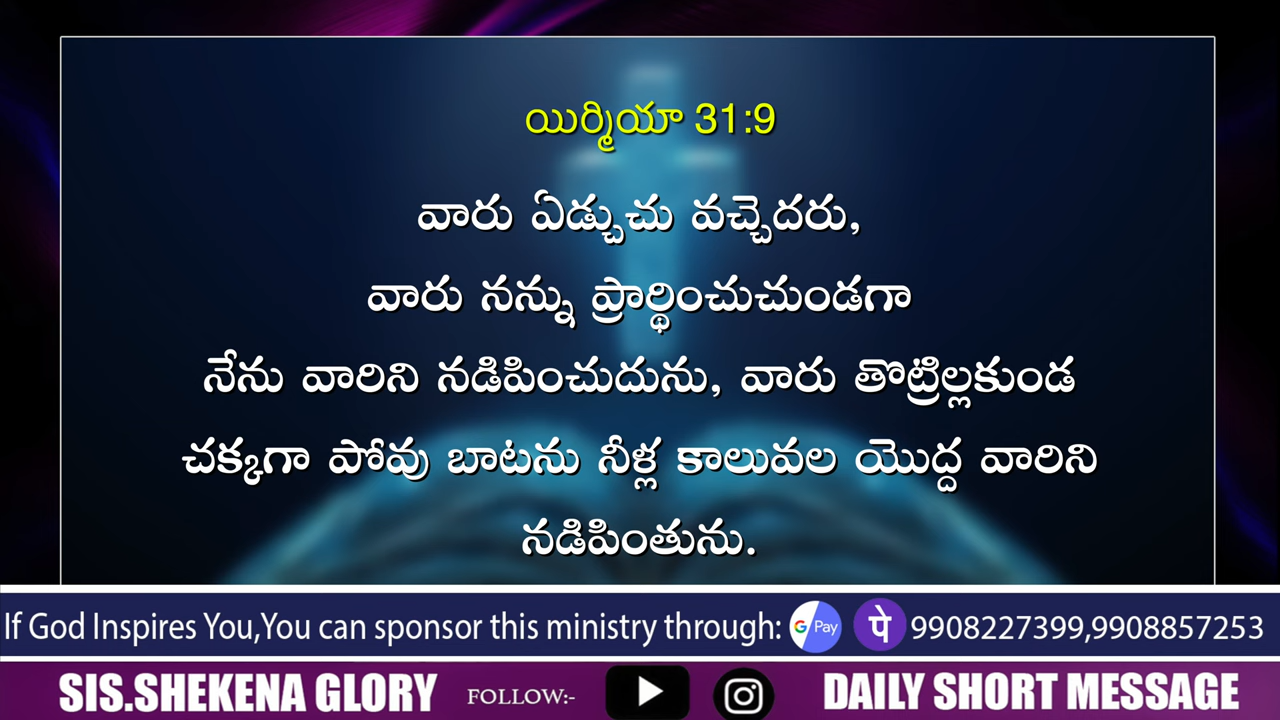 యిర్మియా 31:9
వారు ఏడ్చుచు వచ్చెదరు,
వారు నన్ను ప్రార్థించుచుండగా
నేను వారిని నడిపించుదును, వారు తొట్రిల్లకుండ
చక్కగా పోవు బాటను నీళ్ల కాలువల యొద్ద వారిని
నడిపింతును.
If God Inspires You,You can sponsor this ministry through: G Pay पे 9908227399,9908857253
SIS.SHEKENA GLORY FOLLOW:- DAILY SHORT MESSAGE